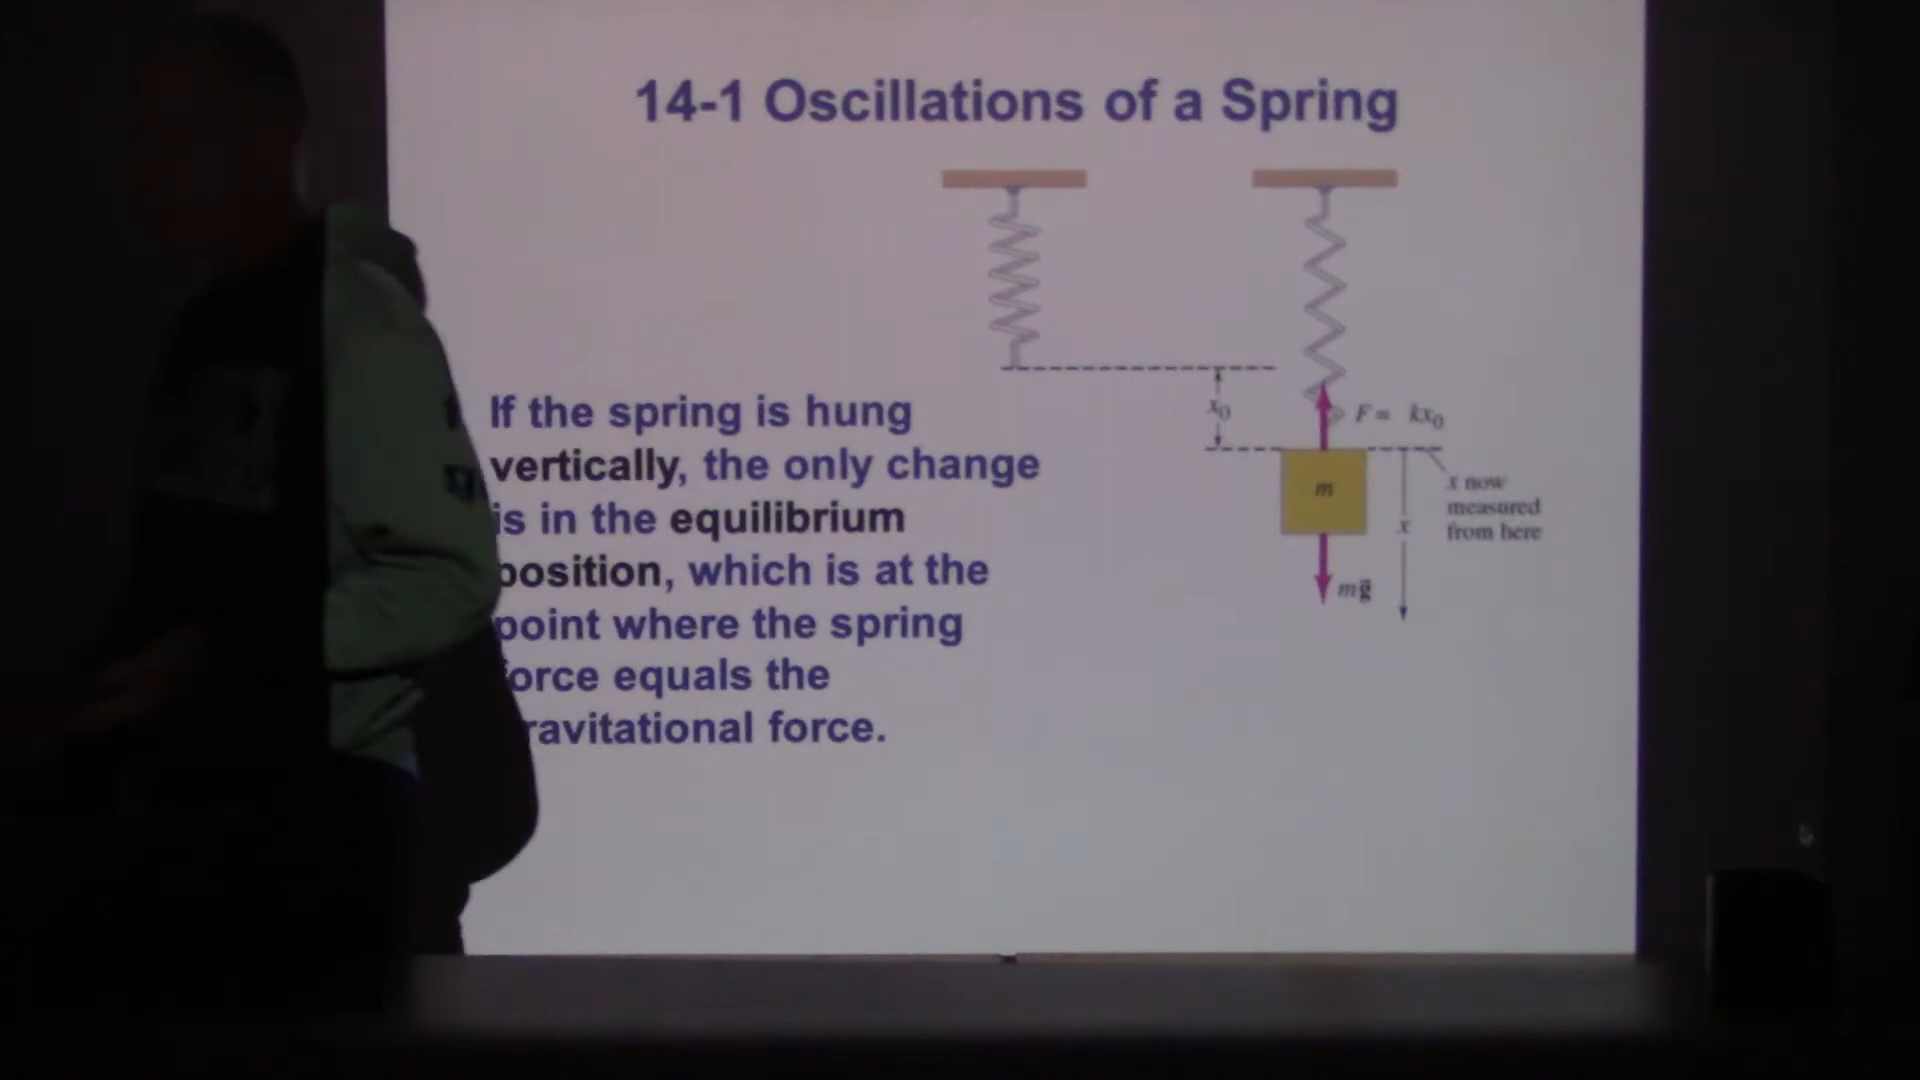 14-1 Oscillations of a Spring
If the spring is hung
vertically, the only change
is in the equilibrium
position, which is at the
point where the spring
force equals the
ravitational force.
x₀
F = kx₀
m
x now
measured
from here
x
mg⃗